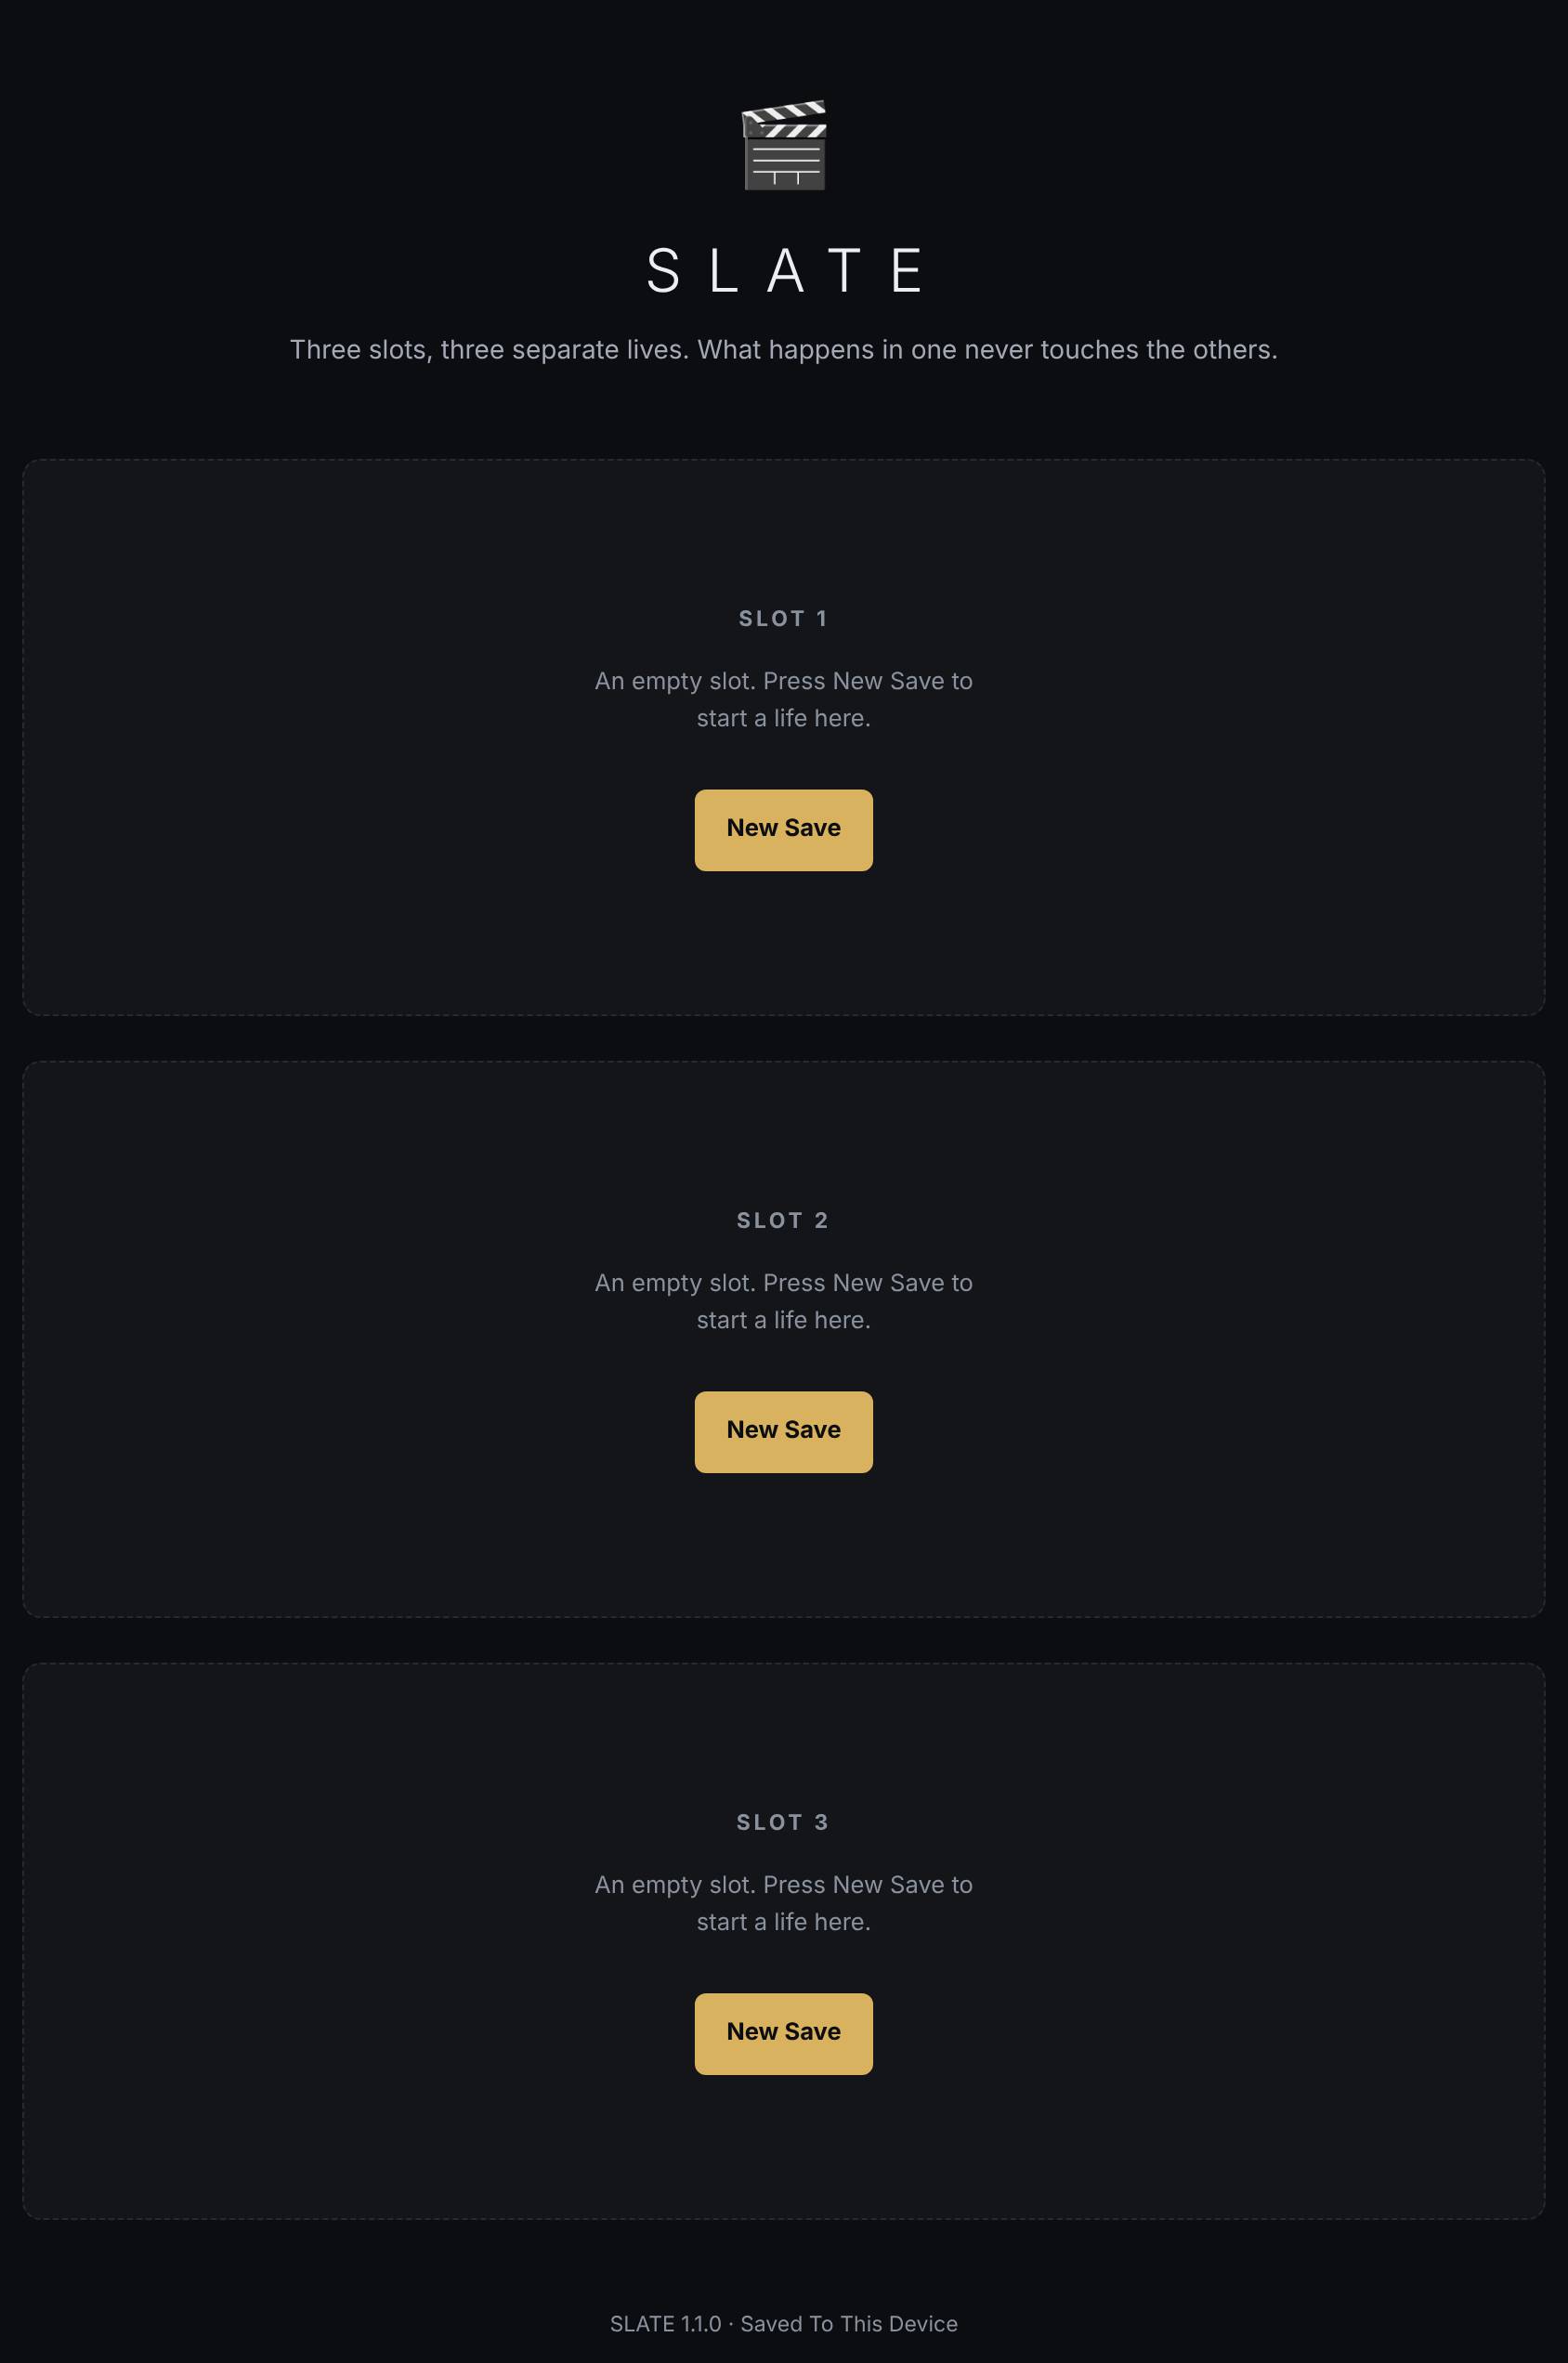 SLATE
Three slots, three separate lives. What happens in one never touches the others.
SLOT 1
An empty slot. Press New Save to
start a life here.
New Save
SLOT 2
An empty slot. Press New Save to
start a life here.
New Save
SLOT 3
An empty slot. Press New Save to
start a life here.
New Save
SLATE 1.1.0 · Saved To This Device